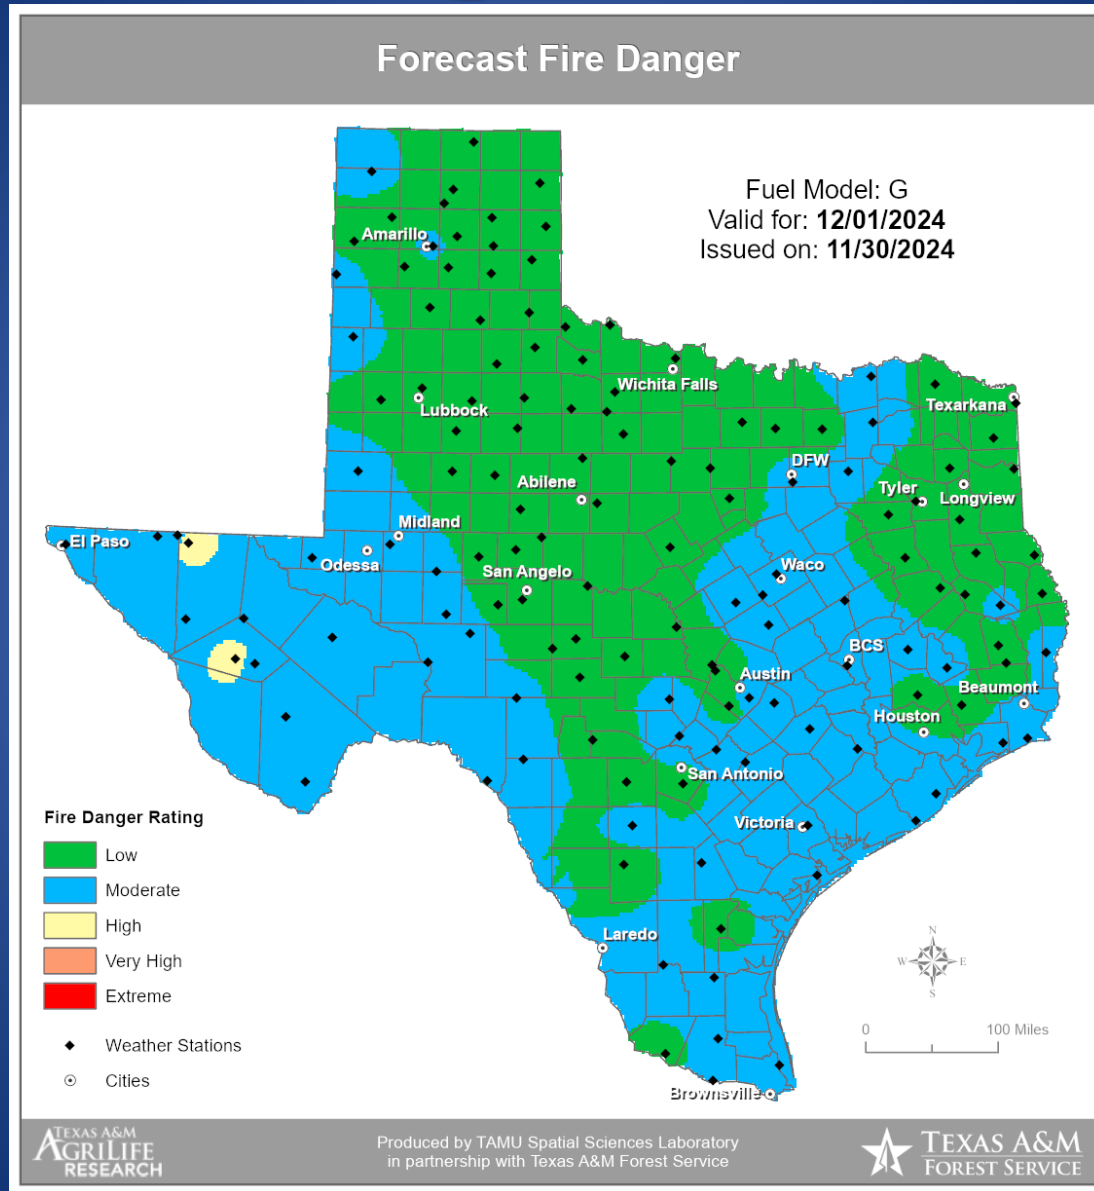 Forecast Fire Danger
Fuel Model: G
Valid for: 12/01/2024
Issued on: 11/30/2024
Amarillo
Wichita Falls
Lubbock
Texarkana
DFW
Abilene
Tyler
Longview
Midland
El Paso
Odessa
Waco
San Angelo
BCS
Austin
Beaumont
Houston
San Antonio
Victoria
Laredo
Brownsville
Fire Danger Rating
Low
Moderate
High
Very High
Extreme
Weather Stations
Cities
N
W E
S
0 100 Miles
TEXAS A&M
AGRILIFE
RESEARCH
Produced by TAMU Spatial Sciences Laboratory
in partnership with Texas A&M Forest Service
TEXAS A&M
FOREST SERVICE